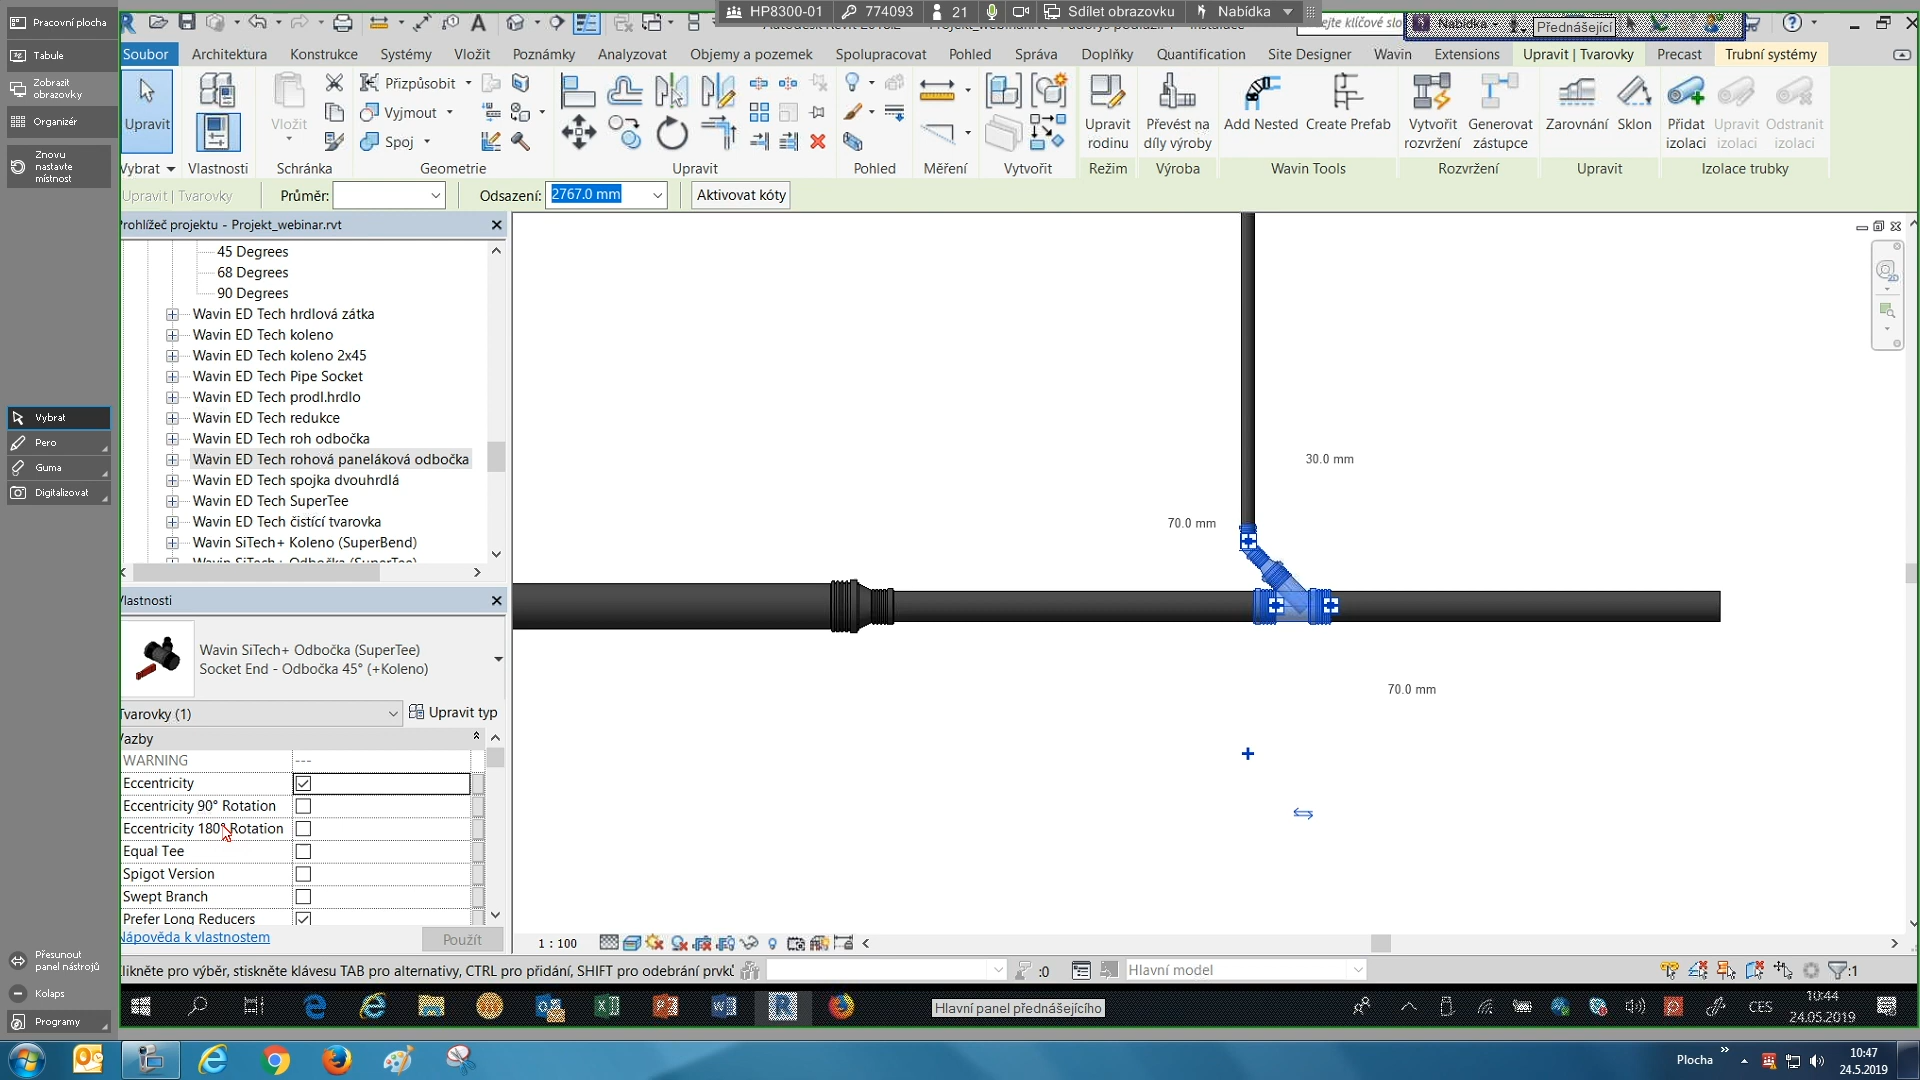 Pracovní plocha
Tabule
Zobrazit
obrazovky
Organizér
Znovu
nastavte
místnost
Vybrat
Pero
Guma
Digitalizovat
Přesunout
panel nástrojů
Kolaps
Programy
HP8300-01
774093
21
Sdílet obrazovku
Nabídka
Nabídka
Přednášející
Soubor
Architektura
Konstrukce
Systémy
Vložit
Poznámky
Analyzovat
Objemy a pozemek
Spolupracovat
Pohled
Správa
Doplňky
Quantification
Site Designer
Wavin
Extensions
Upravit | Tvarovky
Precast
Trubní systémy
Upravit
Vložit
Přizpůsobit
Vyjmout
Spoj
Upravit
rodinu
Převést na
díly výroby
Add Nested
Create Prefab
Vytvořit
rozvržení
Generovat
zástupce
Zarovnání
Sklon
Přidat
izolaci
Upravit
izolaci
Odstranit
izolaci
Vybrat
Vlastnosti
Schránka
Geometrie
Upravit
Pohled
Měření
Vytvořit
Režim
Výroba
Wavin Tools
Rozvržení
Upravit
Izolace trubky
Upravit | Tvarovky
Průměr:
Odsazení:
2767.0 mm
Aktivovat kóty
Prohlížeč projektu - Projekt_webinar.rvt
45 Degrees
68 Degrees
90 Degrees
Wavin ED Tech hrdlová zátka
Wavin ED Tech koleno
Wavin ED Tech koleno 2x45
Wavin ED Tech Pipe Socket
Wavin ED Tech prodl.hrdlo
Wavin ED Tech redukce
Wavin ED Tech roh odbočka
Wavin ED Tech rohová paneláková odbočka
Wavin ED Tech spojka dvouhrdlá
Wavin ED Tech SuperTee
Wavin ED Tech čistící tvarovka
Wavin SiTech+ Koleno (SuperBend)
Wavin SiTech+ Odbočka (SuperTee)
Vlastnosti
Wavin SiTech+ Odbočka (SuperTee)
Socket End - Odbočka 45° (+Koleno)
Tvarovky (1)
Upravit typ
Vazby
WARNING
---
Eccentricity
Eccentricity 90° Rotation
Eccentricity 180° Rotation
Equal Tee
Spigot Version
Swept Branch
Prefer Long Reducers
Nápověda k vlastnostem
Použít
30.0 mm
70.0 mm
70.0 mm
2D
1 : 100
Klikněte pro výběr, stiskněte klávesu TAB pro alternativy, CTRL pro přidání, SHIFT pro odebrání prvků
:0
Hlavní model
:1
Hlavní panel přednášejícího
CES
10:44
24.05.2019
Plocha
10:47
24.5.2019